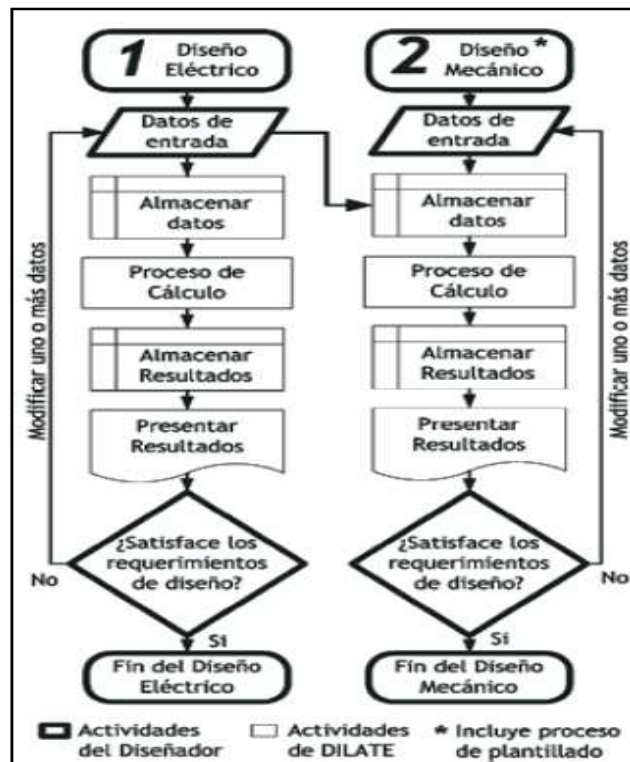 1 Diseño
Eléctrico
Datos de
entrada
Almacenar
datos
Proceso de
Cálculo
Almacenar
Resultados
Presentar
Resultados
¿Satisface los
requerimientos
de diseño?
No
Si
Fin del Diseño
Eléctrico
Modificar uno o más datos
2 Diseño *
Mecánico
Datos de
entrada
Almacenar
datos
Proceso de
Cálculo
Almacenar
Resultados
Presentar
Resultados
¿Satisface los
requerimientos
de diseño?
No
Si
Fin del Diseño
Mecánico
Modificar uno o más datos
Actividades
del Diseñador
Actividades
de DILATE
* Incluye proceso
de plantillado